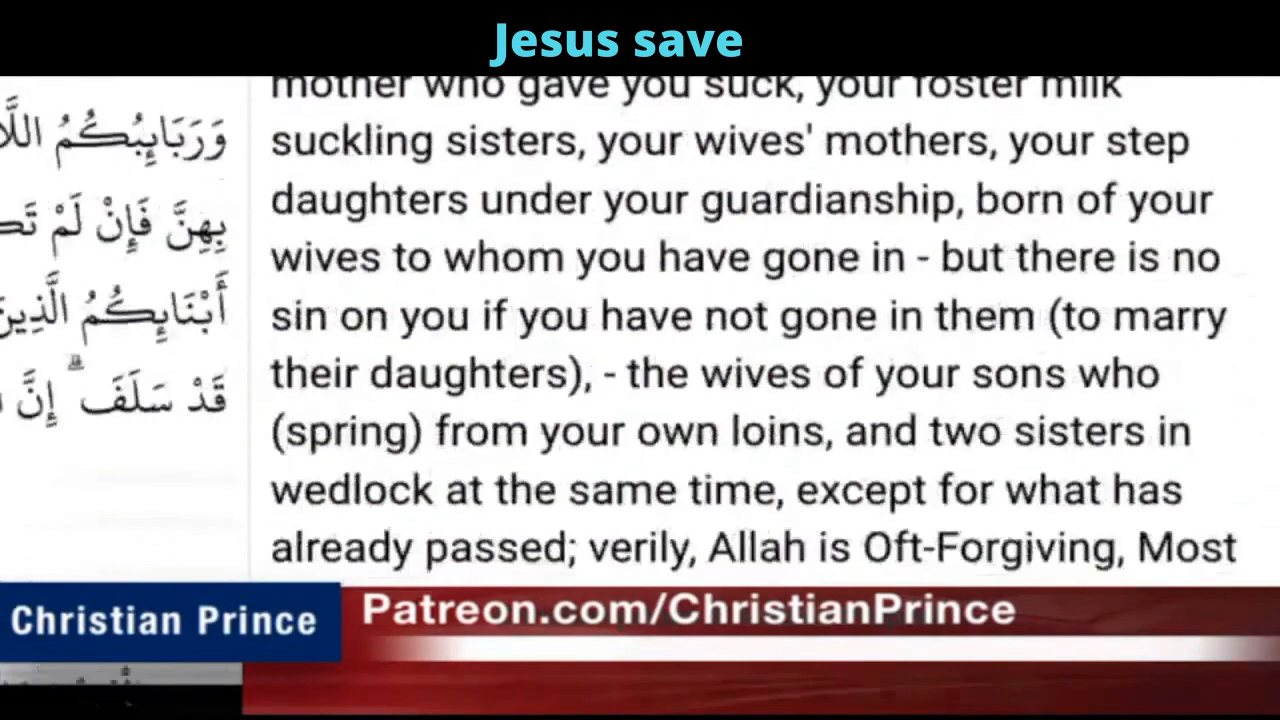 Jesus save
mother who gave you suck, your foster milk
suckling sisters, your wives' mothers, your step
daughters under your guardianship, born of your
wives to whom you have gone in - but there is no
sin on you if you have not gone in them (to marry
their daughters), - the wives of your sons who
(spring) from your own loins, and two sisters in
wedlock at the same time, except for what has
already passed; verily, Allah is Oft-Forgiving, Most
وَرَبَايِبُكُمُ
بِهِنَّ فَإِنْ لَمْ
أَبْنَايِكُمُ الَّذِينَ
قَدْ سَلَفَ ۗ إِنَّ
Christian Prince
Patreon.com/ChristianPrince